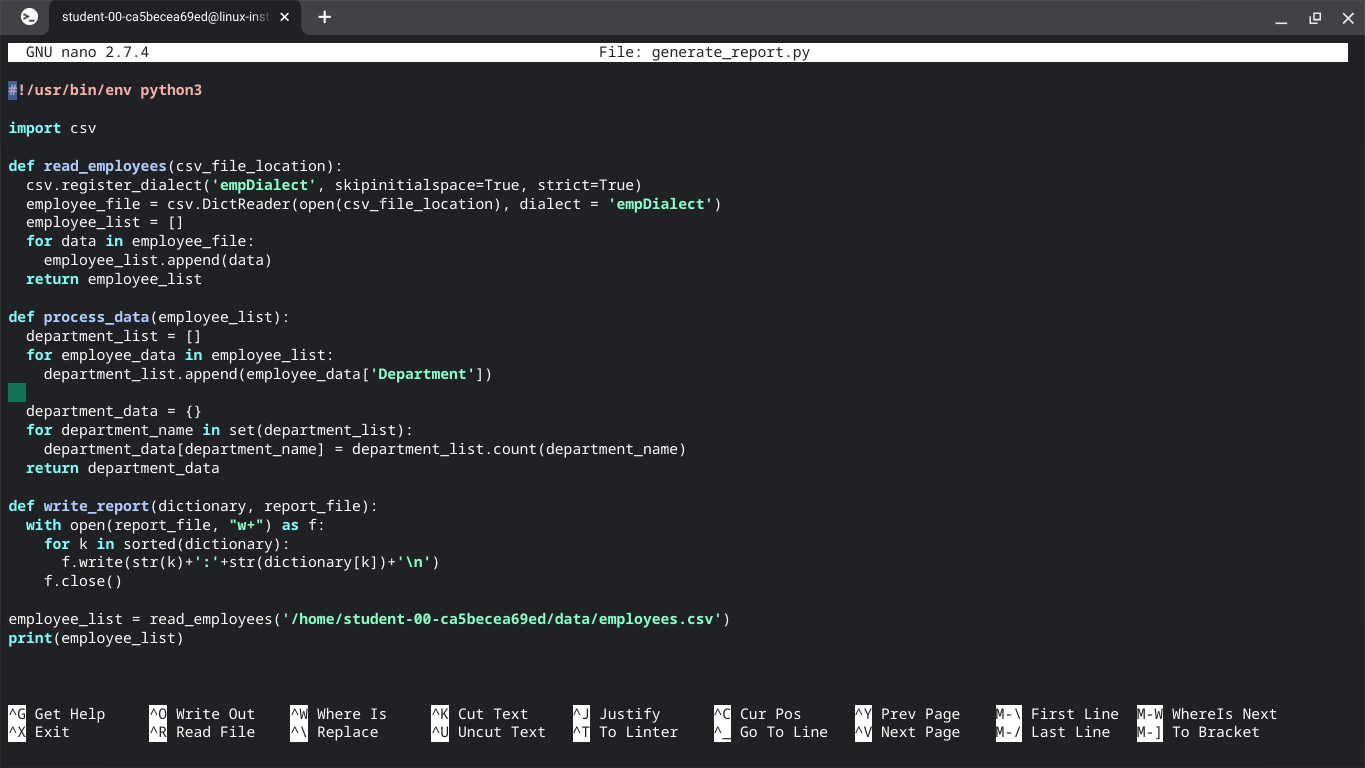 student-00-ca5becea69ed@linux-inst
GNU nano 2.7.4 File: generate_report.py
#!/usr/bin/env python3
import csv
def read_employees(csv_file_location):
  csv.register_dialect('empDialect', skipinitialspace=True, strict=True)
  employee_file = csv.DictReader(open(csv_file_location), dialect = 'empDialect')
  employee_list = []
  for data in employee_file:
    employee_list.append(data)
  return employee_list
def process_data(employee_list):
  department_list = []
  for employee_data in employee_list:
    department_list.append(employee_data['Department'])
  department_data = {}
  for department_name in set(department_list):
    department_data[department_name] = department_list.count(department_name)
  return department_data
def write_report(dictionary, report_file):
  with open(report_file, "w+") as f:
    for k in sorted(dictionary):
      f.write(str(k)+':'+str(dictionary[k])+'\n')
    f.close()
employee_list = read_employees('/home/student-00-ca5becea69ed/data/employees.csv')
print(employee_list)
^G Get Help ^O Write Out ^W Where Is ^K Cut Text ^J Justify ^C Cur Pos ^Y Prev Page M-\ First Line M-W WhereIs Next
^X Exit ^R Read File ^\ Replace ^U Uncut Text ^T To Linter ^_ Go To Line ^V Next Page M-/ Last Line M-] To Bracket